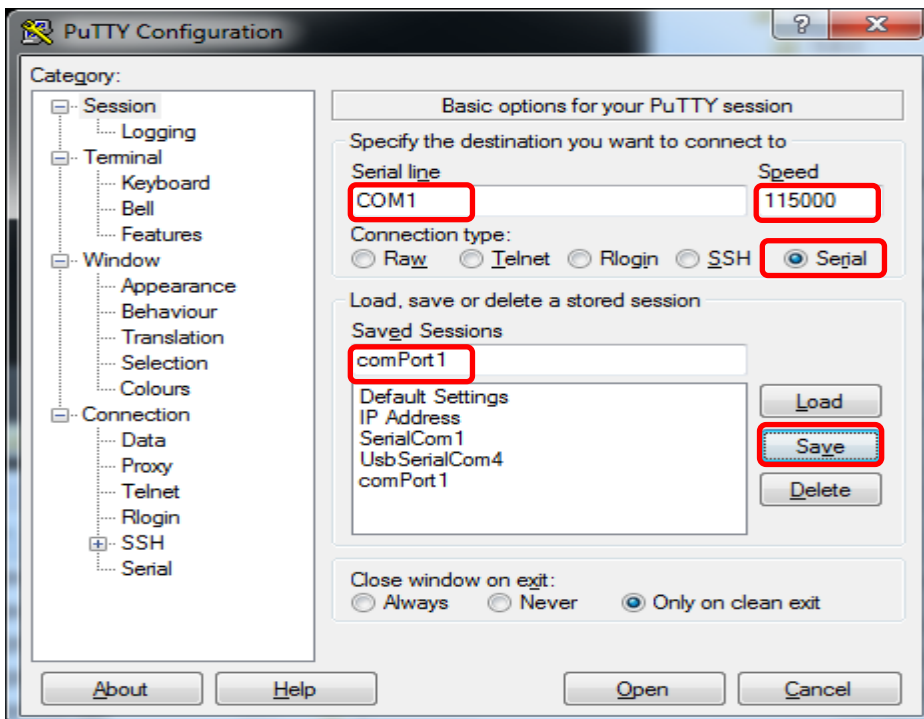 PuTTY Configuration
?
X
Category:
Session
Logging
Terminal
Keyboard
Bell
Features
Window
Appearance
Behaviour
Translation
Selection
Colours
Connection
Data
Proxy
Telnet
Rlogin
SSH
Serial
Basic options for your PuTTY session
Specify the destination you want to connect to
Serial line Speed
COM1 115000
Connection type:
Raw Telnet Rlogin SSH Serial
Load, save or delete a stored session
Saved Sessions
comPort1
Default Settings
IP Address
SerialCom1
UsbSerialCom4
comPort1
Load
Save
Delete
Close window on exit:
Always Never Only on clean exit
About Help Open Cancel